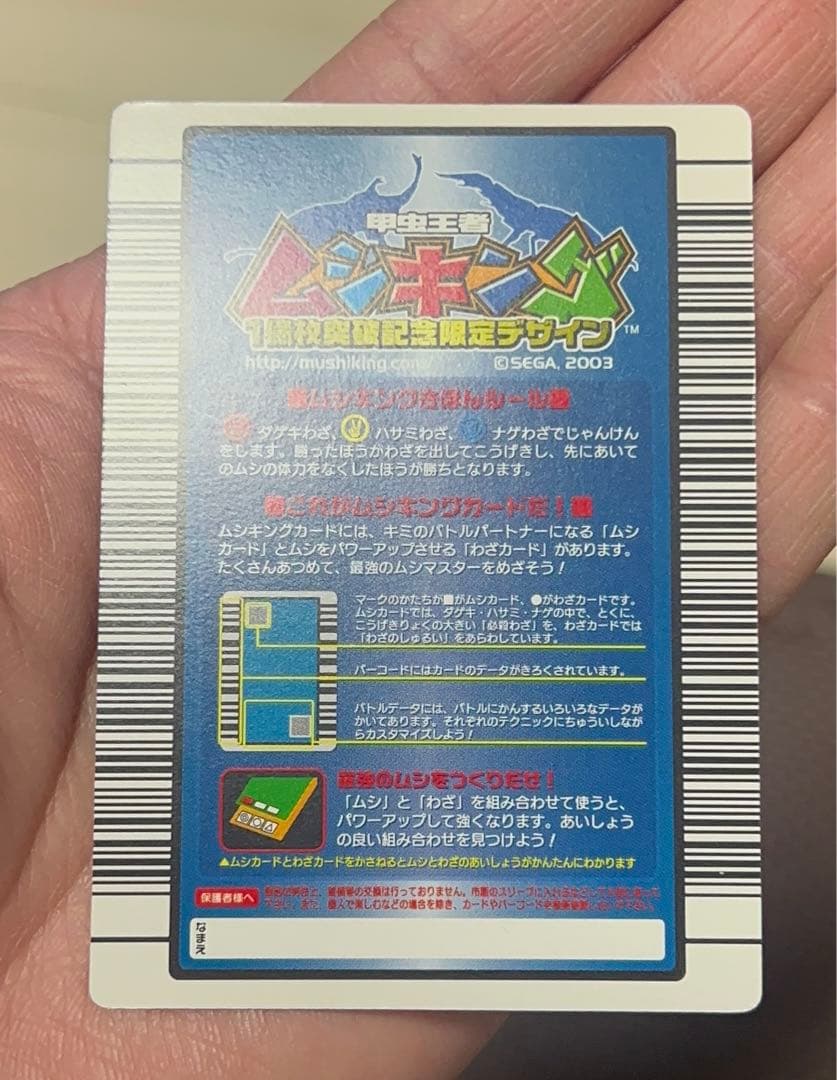 甲虫王者
ムシキング
1億枚突破記念限定デザイン TM
http://mushiking.com ©SEGA, 2003
ムシキングきほんルール
ダゲキわざ、 ハサミわざ、 ナゲわざでじゃんけん
をします。勝ったほうがわざを出してこうげきし、先にあいて
のムシの体力をなくしたほうが勝ちとなります。
これがムシキングカードだ!
ムシキングカードには、キミのバトルパートナーになる「ムシ
カード」とムシをパワーアップさせる「わざカード」があります。
たくさんあつめて、最強のムシマスターをめざそう!
マークのかたちが■がムシカード、●がわざカードです。
ムシカードでは、ダゲキ・ハサミ・ナゲの中で、とくに、
こうげきりょくの大きい「必殺わざ」を、わざカードでは
「わざのしゅるい」をあらわしています。
バーコードにはカードのデータがきろくされています。
バトルデータには、バトルにかんするいろいろなデータが
かいてあります。それぞれのテクニックにちゅういしなが
らカスタマイズしよう!
最強のムシをつくりだせ!
「ムシ」と「わざ」を組み合わせて使うと、
パワーアップして強くなります。あいしょう
の良い組み合わせを見つけよう!
▲ムシカードとわざカードをかさねるとムシとわざのあいしょうがかんたんにわかります
保護者様へ
なまえ